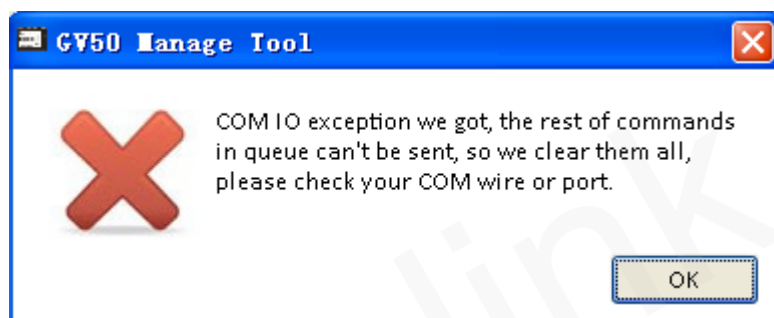 GV50 Manage Tool
COM IO exception we got, the rest of commands
in queue can't be sent, so we clear them all,
please check your COM wire or port.
OK